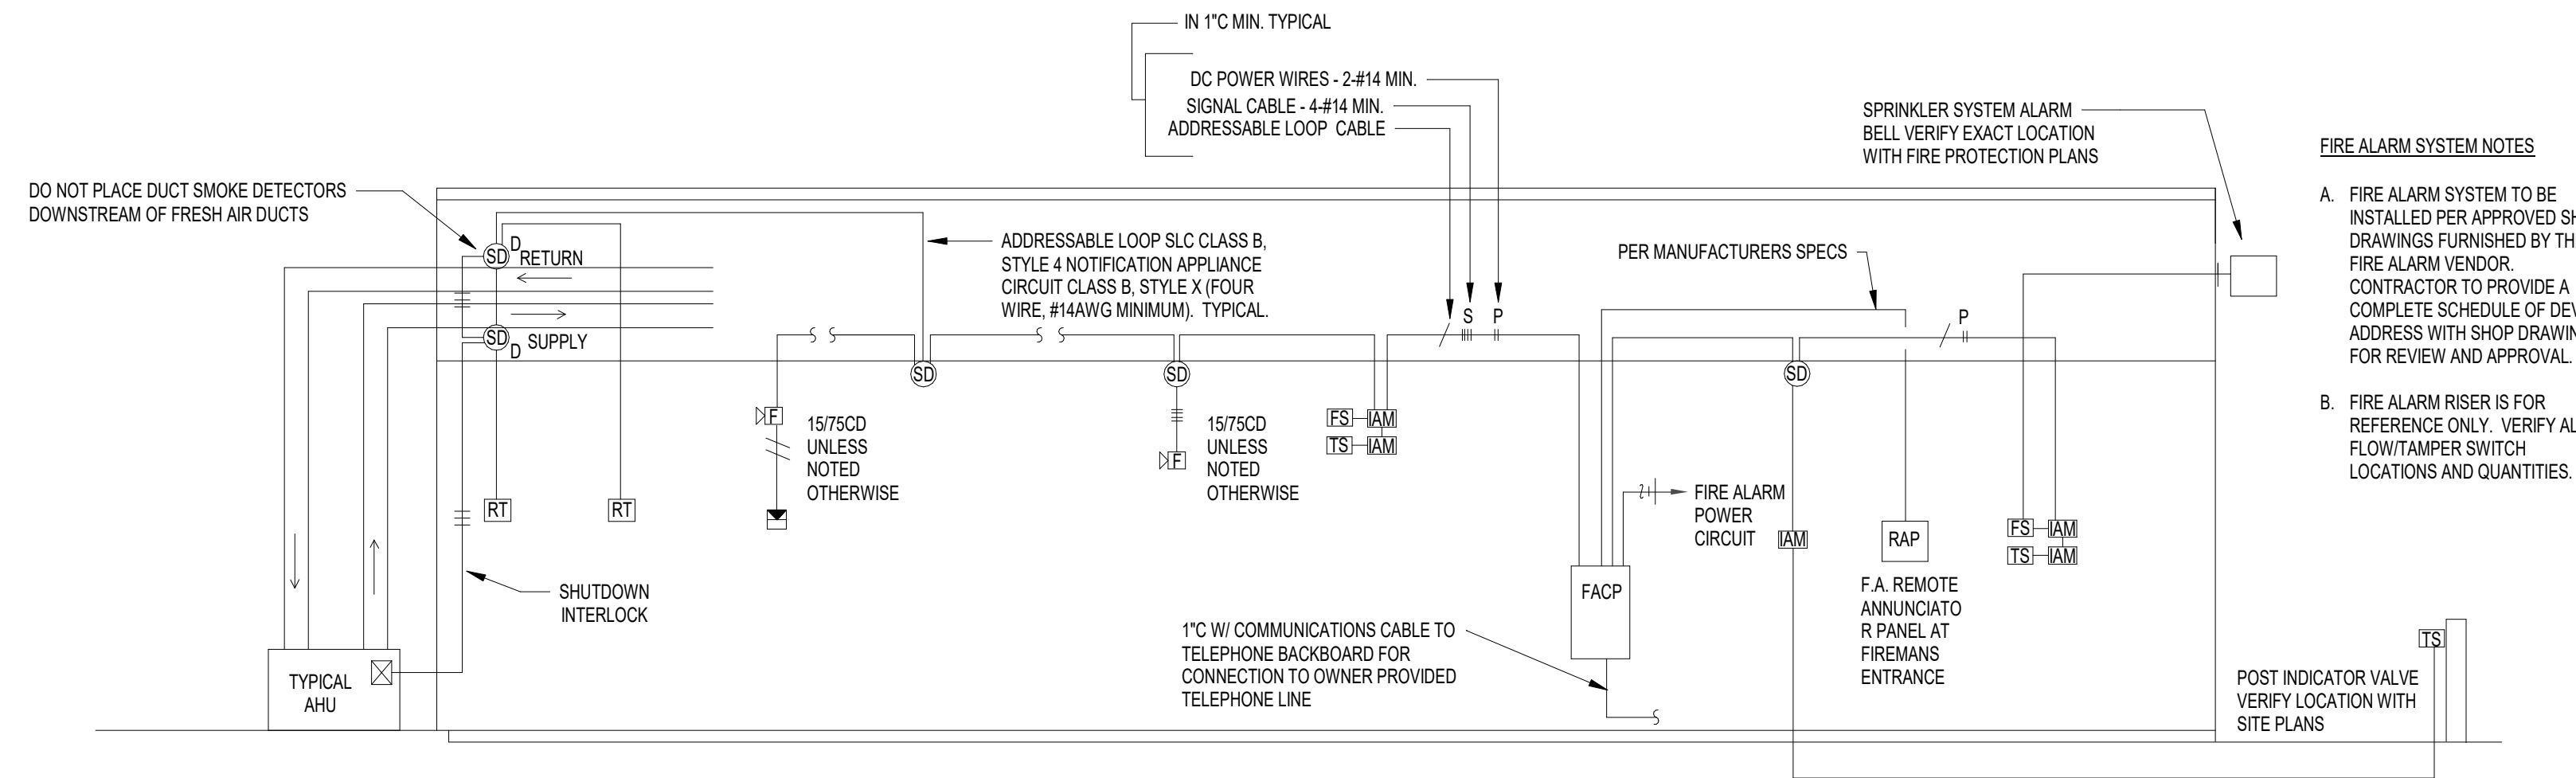 IN 1"C MIN. TYPICAL
DC POWER WIRES - 2-#14 MIN.
SIGNAL CABLE - 4-#14 MIN.
ADDRESSABLE LOOP CABLE
SPRINKLER SYSTEM ALARM
BELL VERIFY EXACT LOCATION
WITH FIRE PROTECTION PLANS
DO NOT PLACE DUCT SMOKE DETECTORS
DOWNSTREAM OF FRESH AIR DUCTS
SD
D
RETURN
SD
D
SUPPLY
ADDRESSABLE LOOP SLC CLASS B,
STYLE 4 NOTIFICATION APPLIANCE
CIRCUIT CLASS B, STYLE X (FOUR
WIRE, #14AWG MINIMUM). TYPICAL.
S
P
PER MANUFACTURERS SPECS
P
SD
SD
SD
F
15/75CD
UNLESS
NOTED
OTHERWISE
F
15/75CD
UNLESS
NOTED
OTHERWISE
FS
IAM
TS
IAM
RT
RT
FIRE ALARM
POWER
CIRCUIT
IAM
RAP
FS
IAM
TS
IAM
SHUTDOWN
INTERLOCK
FACP
F.A. REMOTE
ANNUNCIATO
R PANEL AT
FIREMANS
ENTRANCE
1"C W/ COMMUNICATIONS CABLE TO
TELEPHONE BACKBOARD FOR
CONNECTION TO OWNER PROVIDED
TELEPHONE LINE
TYPICAL
AHU
TS
POST INDICATOR VALVE
VERIFY LOCATION WITH
SITE PLANS
FIRE ALARM SYSTEM NOTES
A. FIRE ALARM SYSTEM TO BE
INSTALLED PER APPROVED
DRAWINGS FURNISHED BY
FIRE ALARM VENDOR.
CONTRACTOR TO PROVIDE A
COMPLETE SCHEDULE OF
ADDRESS WITH SHOP
FOR REVIEW AND APPROVAL.
B. FIRE ALARM RISER IS FOR
REFERENCE ONLY. VERIFY
FLOW/TAMPER SWITCH
LOCATIONS AND QUANTITIES.